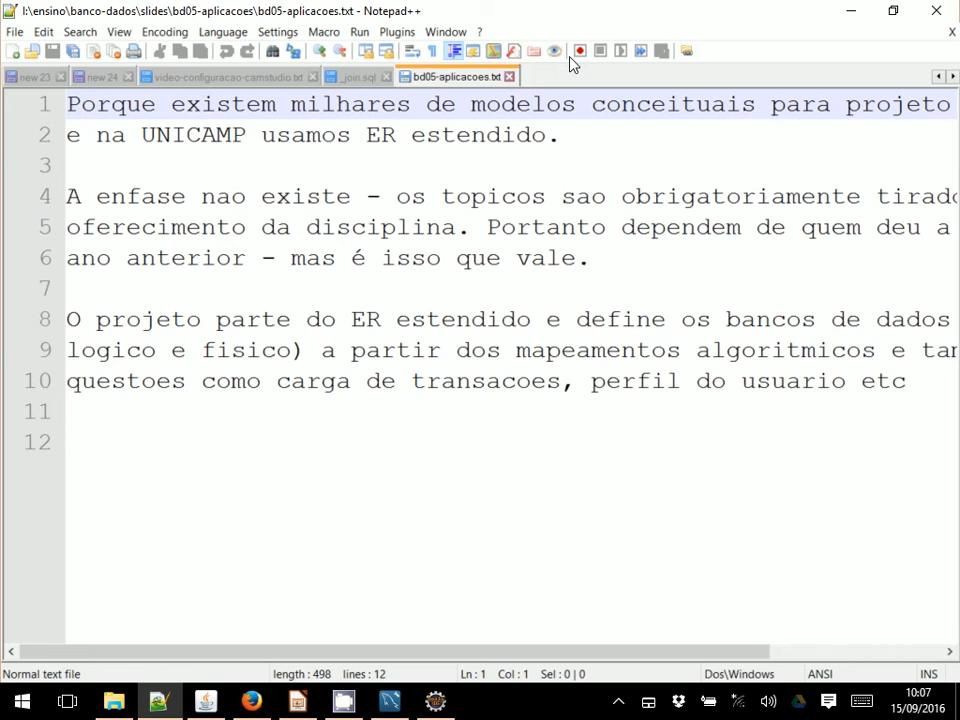 I:\ensino\banco-dados\slides\bd05-aplicacoes\bd05-aplicacoes.txt - Notepad++
File Edit Search View Encoding Language Settings Macro Run Plugins Window ? X
new 23 new 24 video-configuracao-camstudio.txt _join.sql bd05-aplicacoes.txt
1 Porque existem milhares de modelos conceituais para projeto
2 e na UNICAMP usamos ER estendido.
3
4 A enfase nao existe - os topicos sao obrigatoriamente
5 oferecimento da disciplina. Portanto dependem de quem deu a
6 ano anterior - mas é isso que vale.
7
8 O projeto parte do ER estendido e define os bancos de dados
9 logico e fisico) a partir dos mapeamentos algoritmicos e
10 questoes como carga de transacoes, perfil do usuario etc
11
12
Normal text file length : 498 lines : 12 Ln : 1 Col : 1 Sel : 0 | 0 Dos\Windows ANSI INS
10:07
15/09/2016